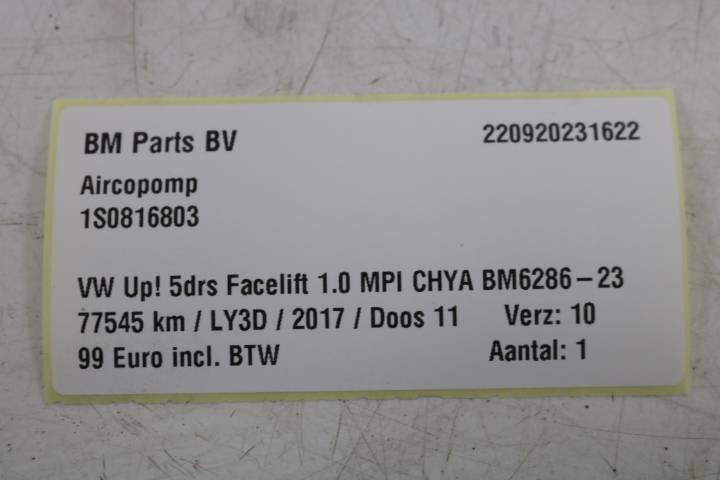 BM Parts BV 220920231622
Aircopomp
1S0816803
VW Up! 5drs Facelift 1.0 MPI CHYA BM6286-23
77545 km / LY3D / 2017 / Doos 11 Verz: 10
99 Euro incl. BTW Aantal: 1